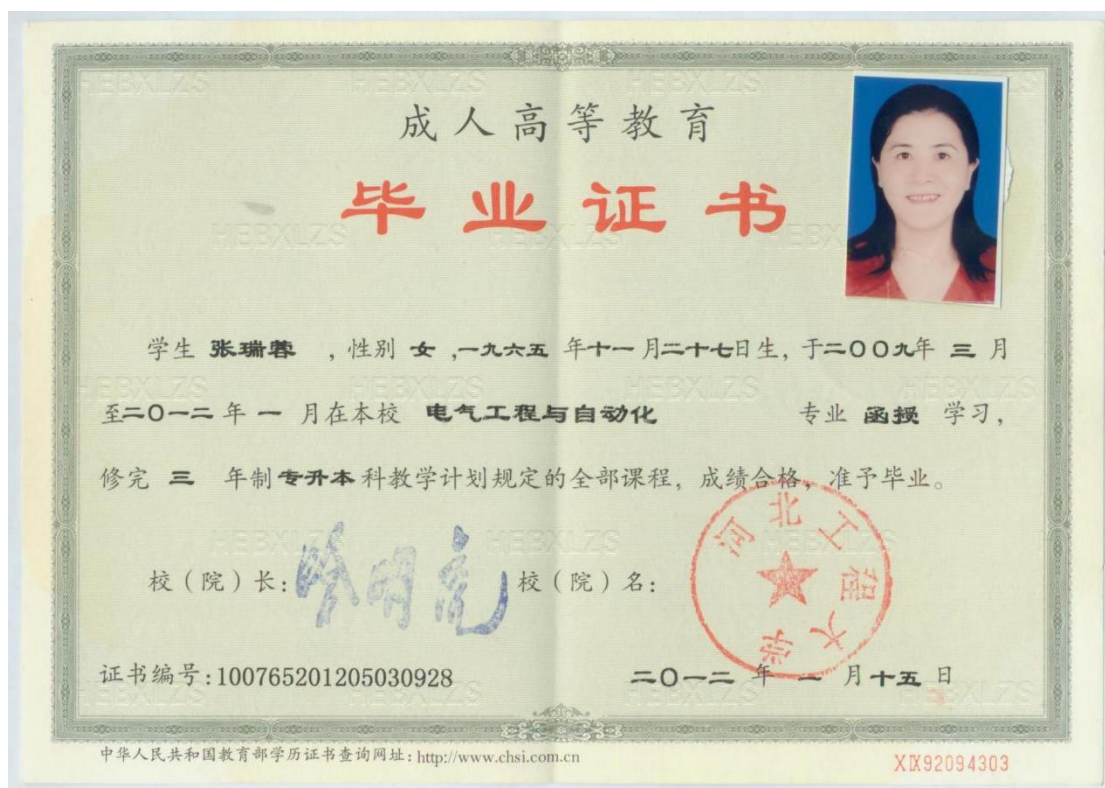 成人高等教育
毕业证书
学生 张瑞蓉 ，性别 女 ,一九六五 年十一月二十七日生，于二〇〇九年 三 月
至二〇一二 年 一 月在本校 电气工程与自动化 专业 函授 学习，
修完 三 年制 专升本 科教学计划规定的全部课程，成绩合格，准予毕业。
校（院）长： 校（院）名：
河北工程大学
证书编号:100765201205030928 二〇一二 年 一 月十五 日
中华人民共和国教育部学历证书查询网址: http://www.chsi.com.cn
XIX92094303
HEBXLZS